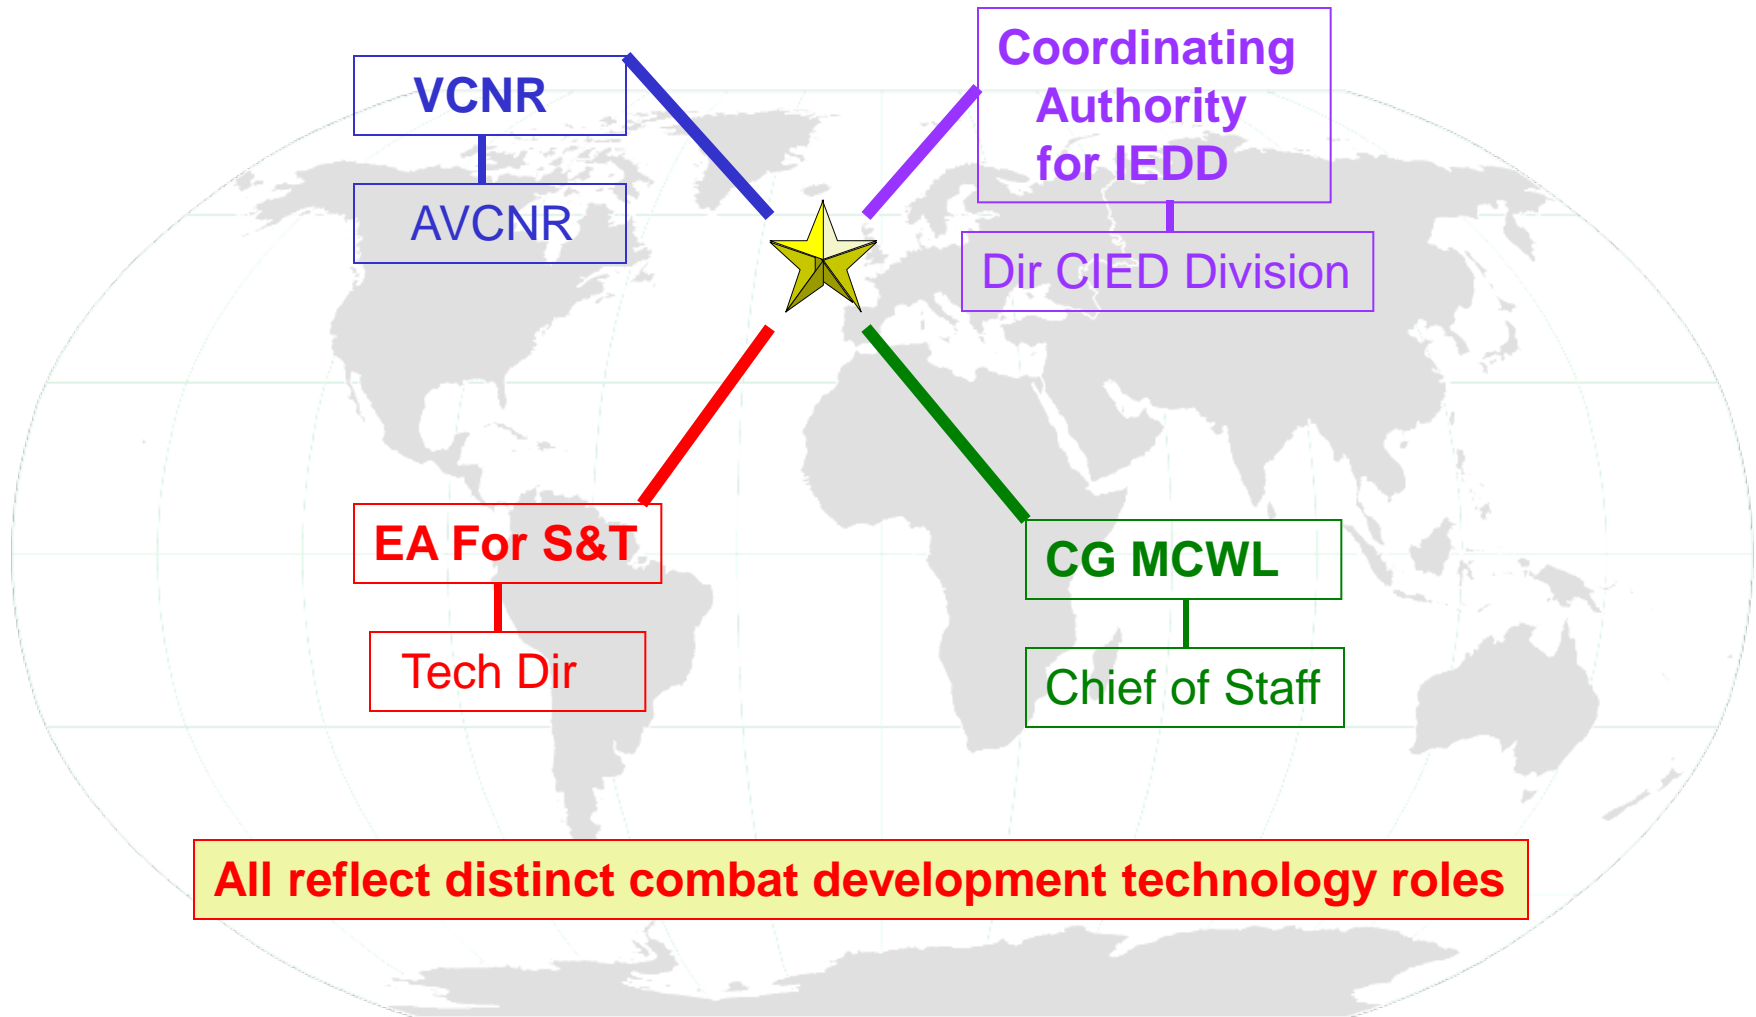 VCNR
AVCNR
Coordinating
Authority
for IEDD
Dir CIED Division
EA For S&T
Tech Dir
CG MCWL
Chief of Staff
All reflect distinct combat development technology roles